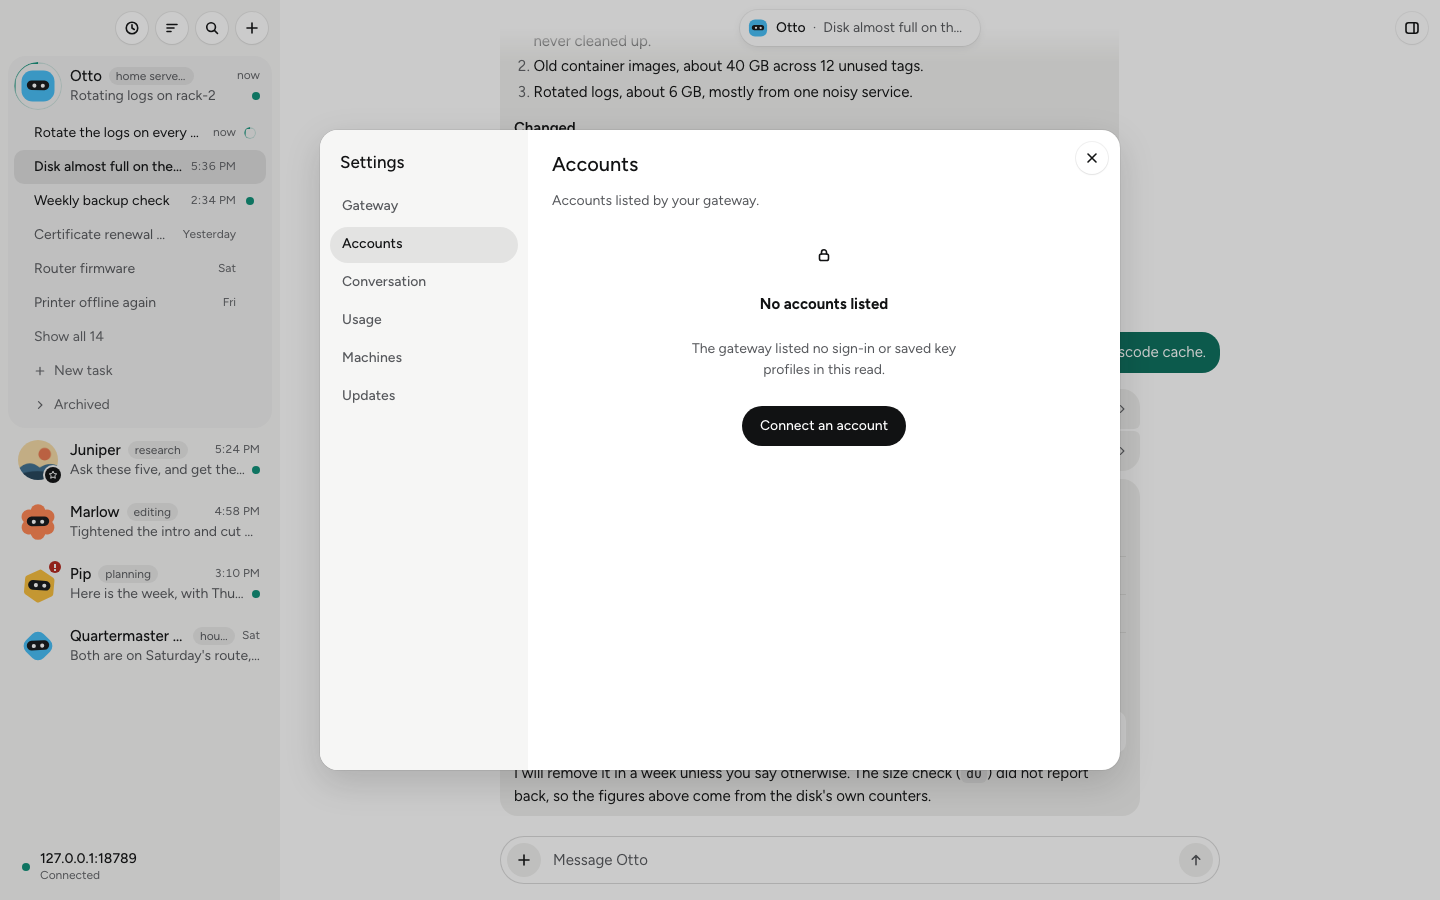 Otto
home serve...
now
Rotating logs on rack-2
Rotate the logs on every ...
now
Disk almost full on the...
5:36 PM
Weekly backup check
2:34 PM
Certificate renewal ...
Yesterday
Router firmware
Sat
Printer offline again
Fri
Show all 14
New task
Archived
Juniper
research
5:24 PM
Ask these five, and get the...
Marlow
editing
4:58 PM
Tightened the intro and cut ...
Pip
planning
3:10 PM
Here is the week, with Thu...
Quartermaster ...
hou...
Sat
Both are on Saturday's route,...
127.0.0.1:18789
Connected
Otto · Disk almost full on th...
never cleaned up.
2. Old container images, about 40 GB across 12 unused tags.
3. Rotated logs, about 6 GB, mostly from one noisy service.
Changed
Settings
Gateway
Accounts
Conversation
Usage
Machines
Updates
Accounts
Accounts listed by your gateway.
No accounts listed
The gateway listed no sign-in or saved key
profiles in this read.
Connect an account
scode cache.
I will remove it in a week unless you say otherwise. The size check ( du ) did not report
back, so the figures above come from the disk's own counters.
Message Otto